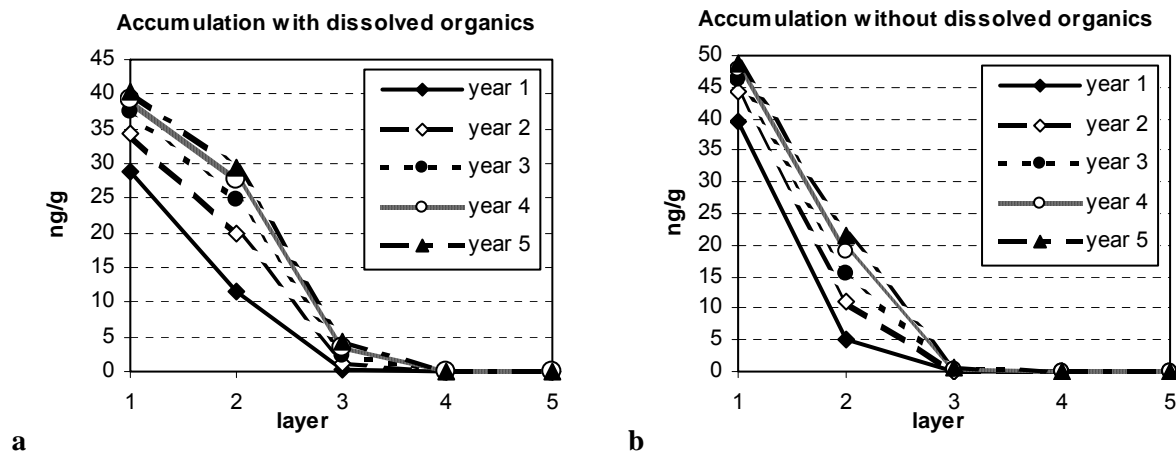 Accumulation with dissolved organics
45
40
35
30
25
20
15
10
5
0
ng/g
1 2 3 4 5
layer
year 1
year 2
year 3
year 4
year 5
a
Accumulation without dissolved organics
50
45
40
35
30
25
20
15
10
5
0
ng/g
1 2 3 4 5
layer
year 1
year 2
year 3
year 4
year 5
b